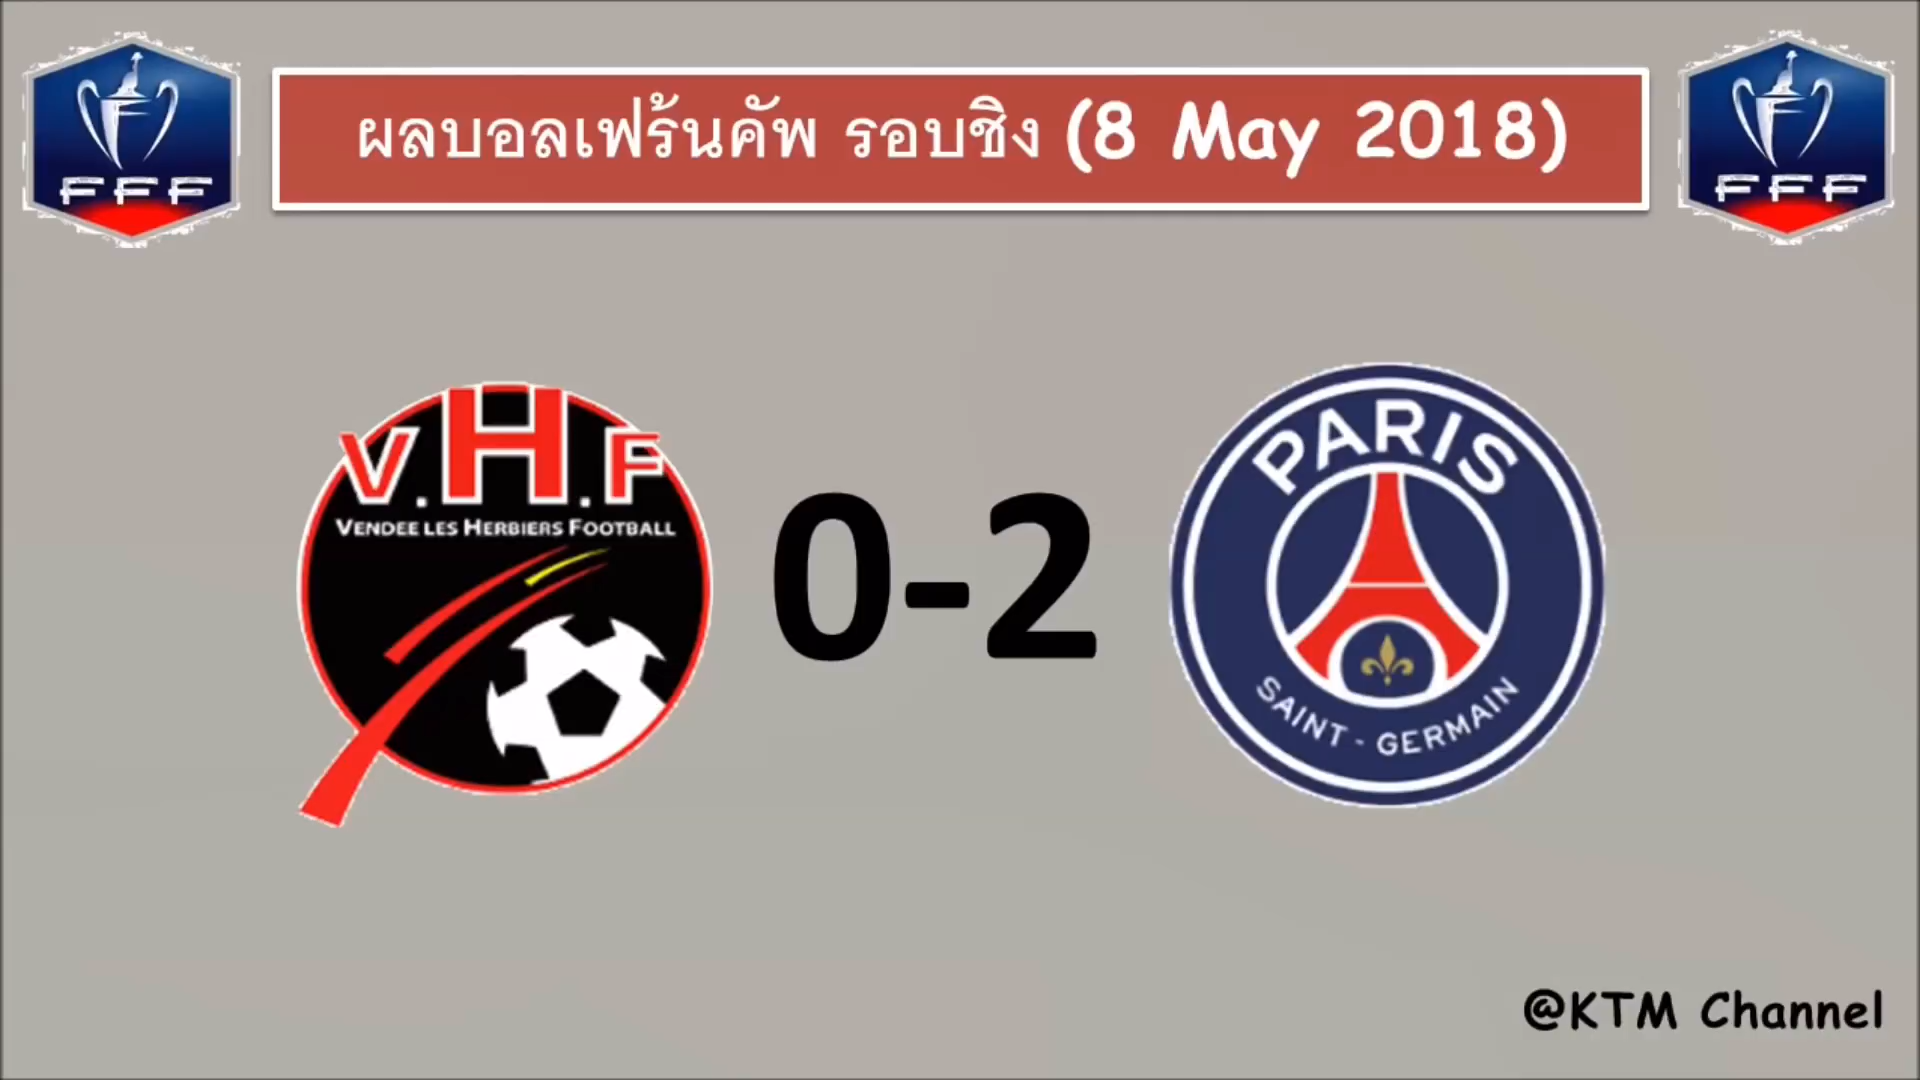 ผลบอลเฟร้นคัพ รอบชิง (8 May 2018)
FFF
FFF
V.H.F
VENDEE LES HERBIERS FOOTBALL
0-2
PARIS
SAINT-GERMAIN
@KTM Channel